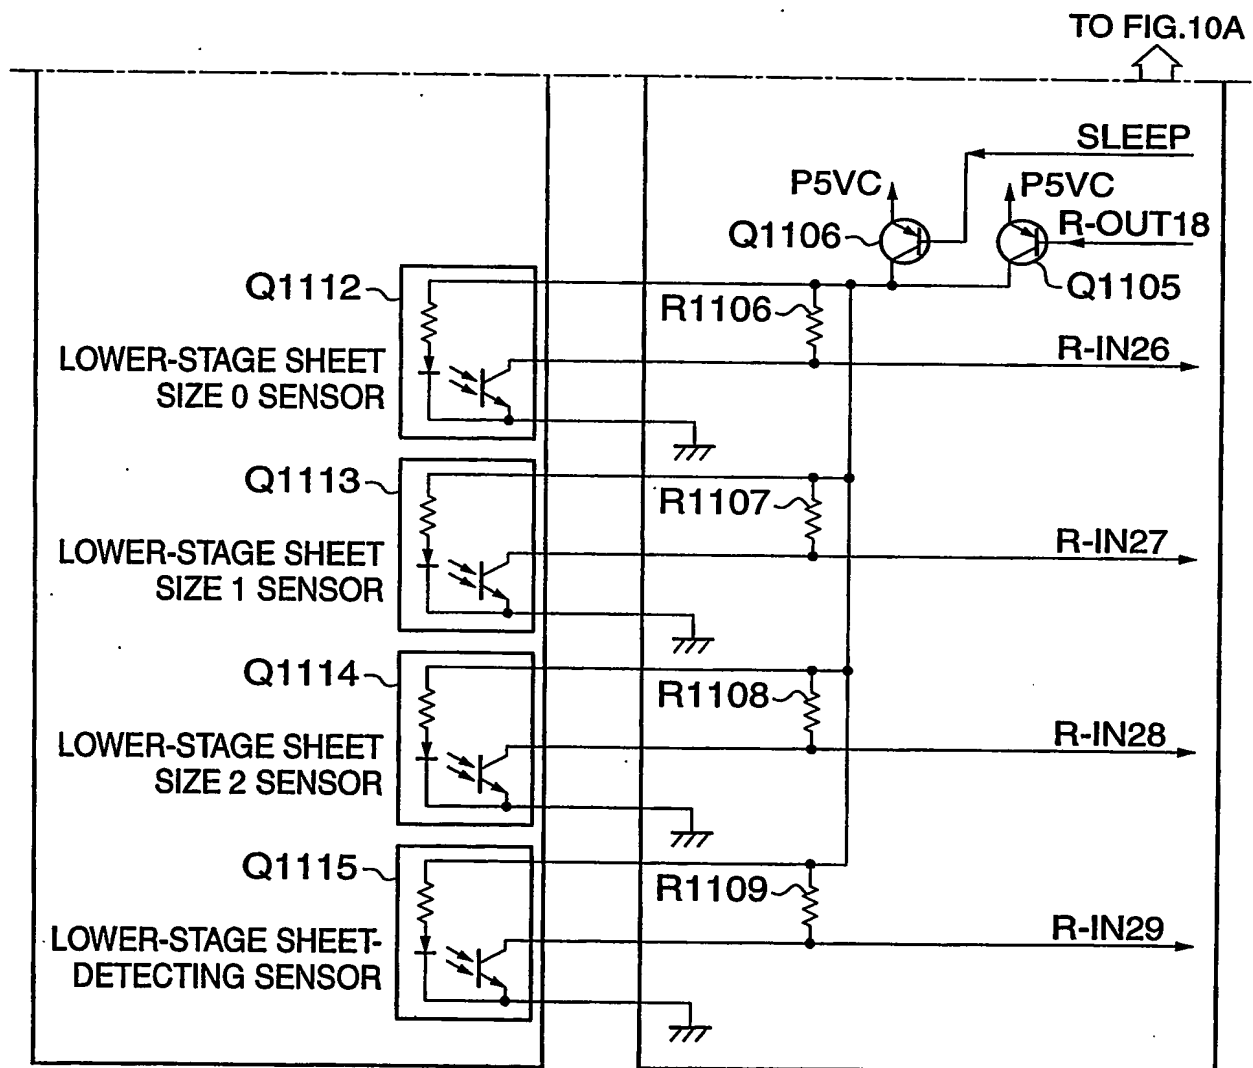 TO FIG.10A
SLEEP
P5VC
P5VC
R-OUT18
Q1106
Q1105
Q1112
R1106
R-IN26
LOWER-STAGE SHEET
SIZE 0 SENSOR
Q1113
R1107
R-IN27
LOWER-STAGE SHEET
SIZE 1 SENSOR
Q1114
R1108
R-IN28
LOWER-STAGE SHEET
SIZE 2 SENSOR
Q1115
R1109
R-IN29
LOWER-STAGE SHEET-
DETECTING SENSOR